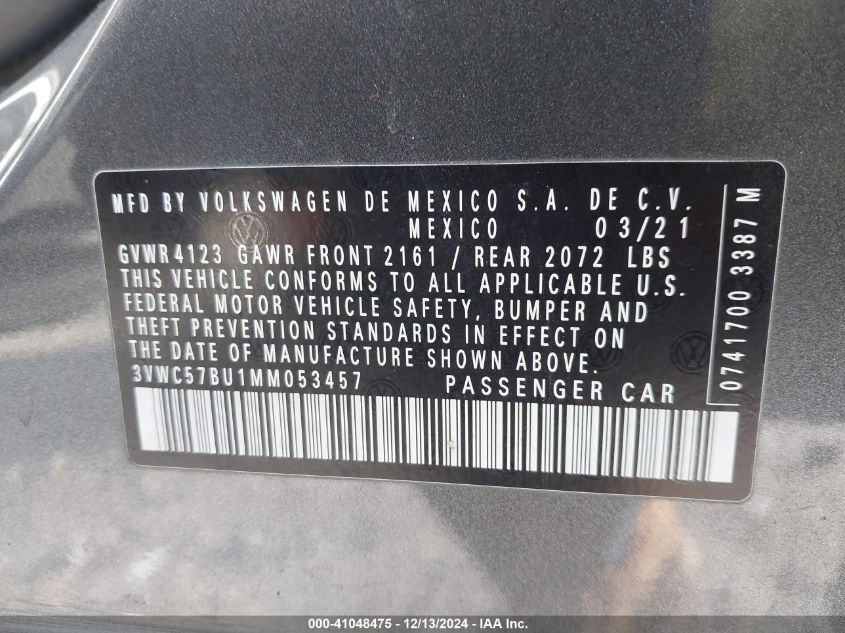 MFD BY VOLKSWAGEN DE MEXICO S.A. DE C.V.
MEXICO 03/21
GVWR 4123 GAWR FRONT 2161 / REAR 2072 LBS
THIS VEHICLE CONFORMS TO ALL APPLICABLE U.S.
FEDERAL MOTOR VEHICLE SAFETY, BUMPER AND
THEFT PREVENTION STANDARDS IN EFFECT ON
THE DATE OF MANUFACTURE SHOWN ABOVE.
3VWC57BU1MM053457 PASSENGER CAR
0741700 3387 M
000-41048475 - 12/13/2024 - IAA Inc.